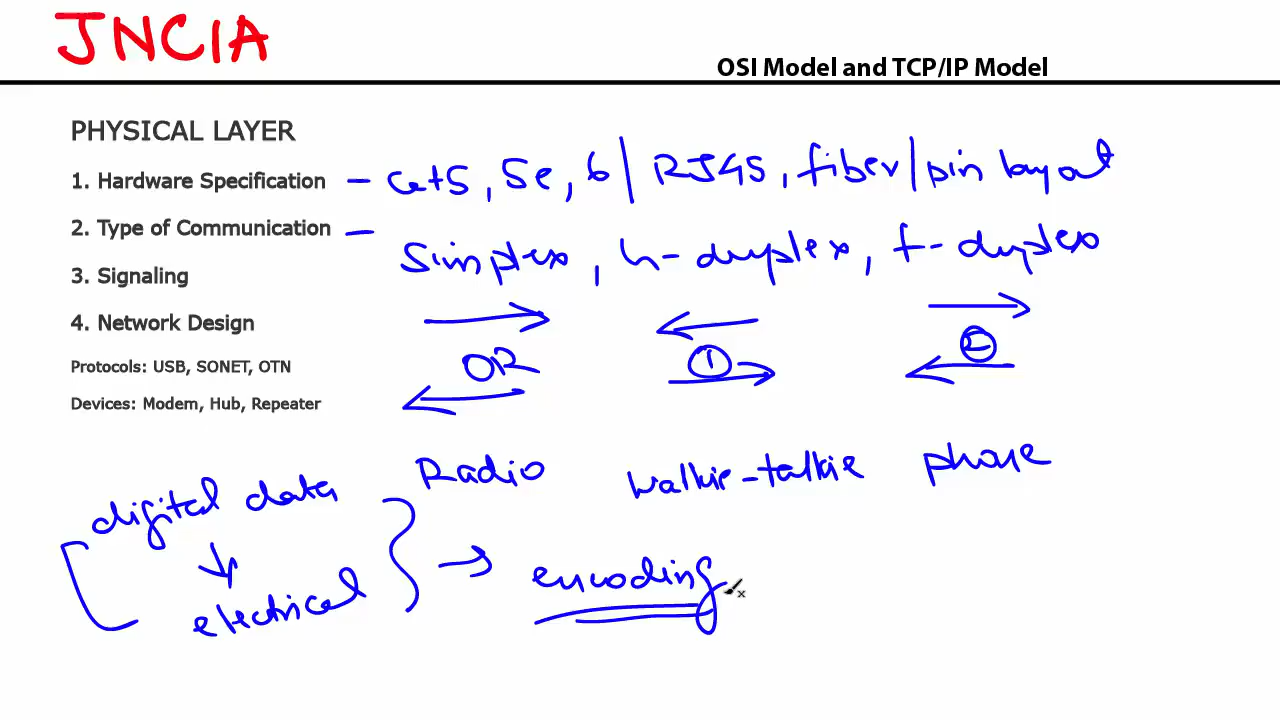 JNCIA
OSI Model and TCP/IP Model
PHYSICAL LAYER
1. Hardware Specification – Cat5, 5e, 6 | RJ45, fiber | pin layout
2. Type of Communication – Simplex, h-duplex, f-duplex
3. Signaling
4. Network Design
OR 1 2
Protocols: USB, SONET, OTN
Devices: Modem, Hub, Repeater
Radio walkie-talkie phone
digital data
electrical → encoding